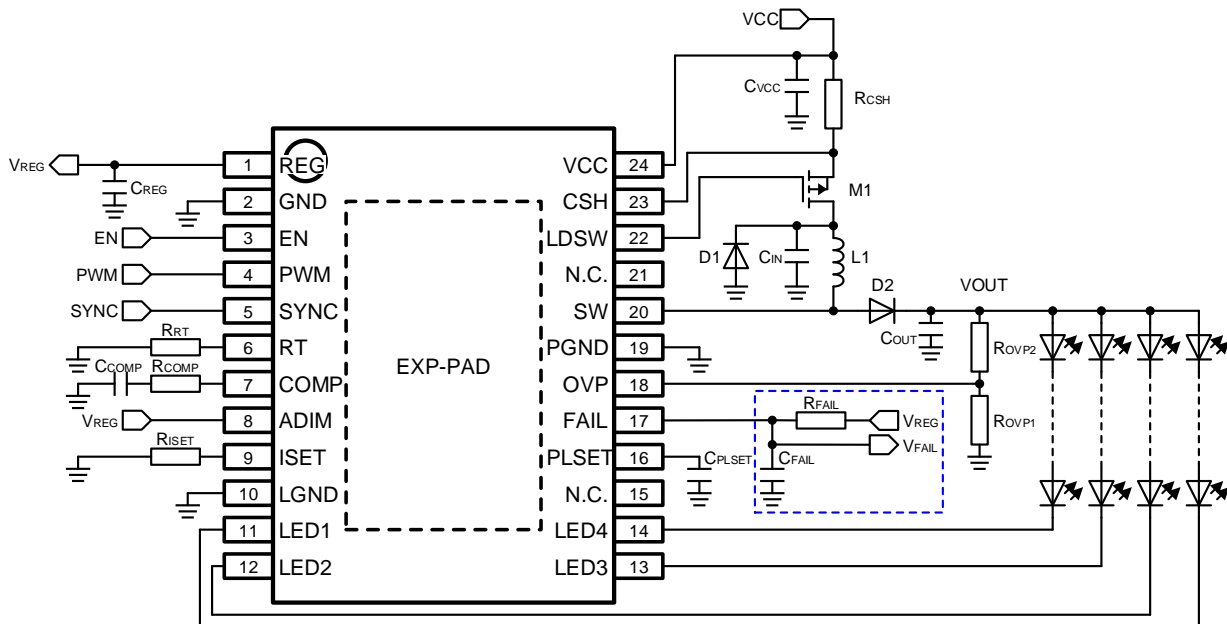 VCC
CVCC
RCSH
VREG
CREG
1 REG
VCC 24
2 GND
CSH 23
M1
EN
3 EN
LDSW 22
D1
CIN
L1
PWM
4 PWM
N.C. 21
D2
VOUT
SYNC
5 SYNC
SW 20
COUT
ROVP2
RRT
6 RT
EXP-PAD
PGND 19
CCOMP
RCOMP
7 COMP
OVP 18
RFAIL
VREG
ROVP1
VREG
8 ADIM
FAIL 17
VFAIL
RISET
9 ISET
PLSET 16
CPLSET
CFAIL
10 LGND
N.C. 15
11 LED1
LED4 14
12 LED2
LED3 13